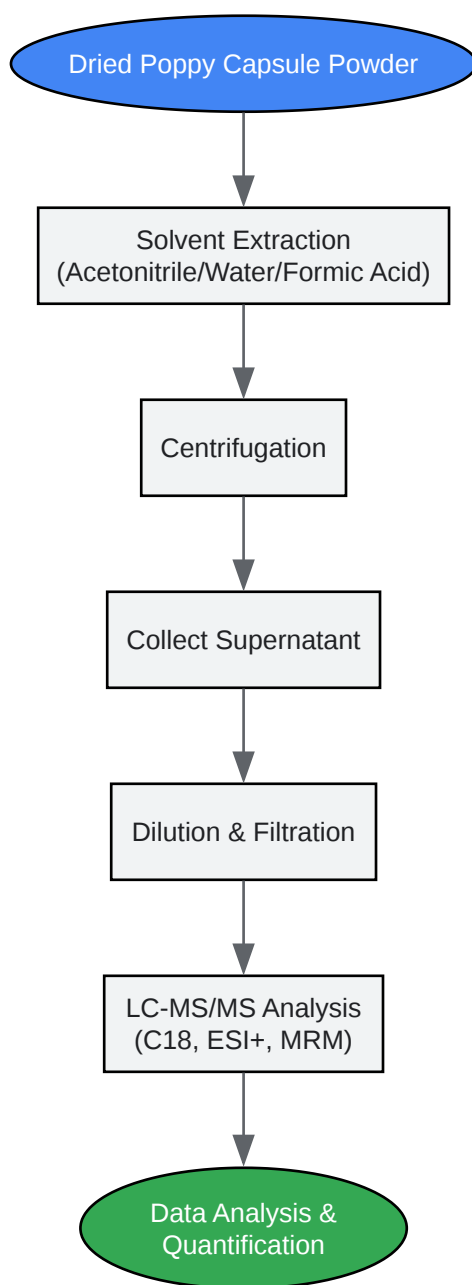 Dried Poppy Capsule Powder
Solvent Extraction
(Acetonitrile/Water/Formic Acid)
Centrifugation
Collect Supernatant
Dilution & Filtration
LC-MS/MS Analysis
(C18, ESI+, MRM)
Data Analysis &
Quantification